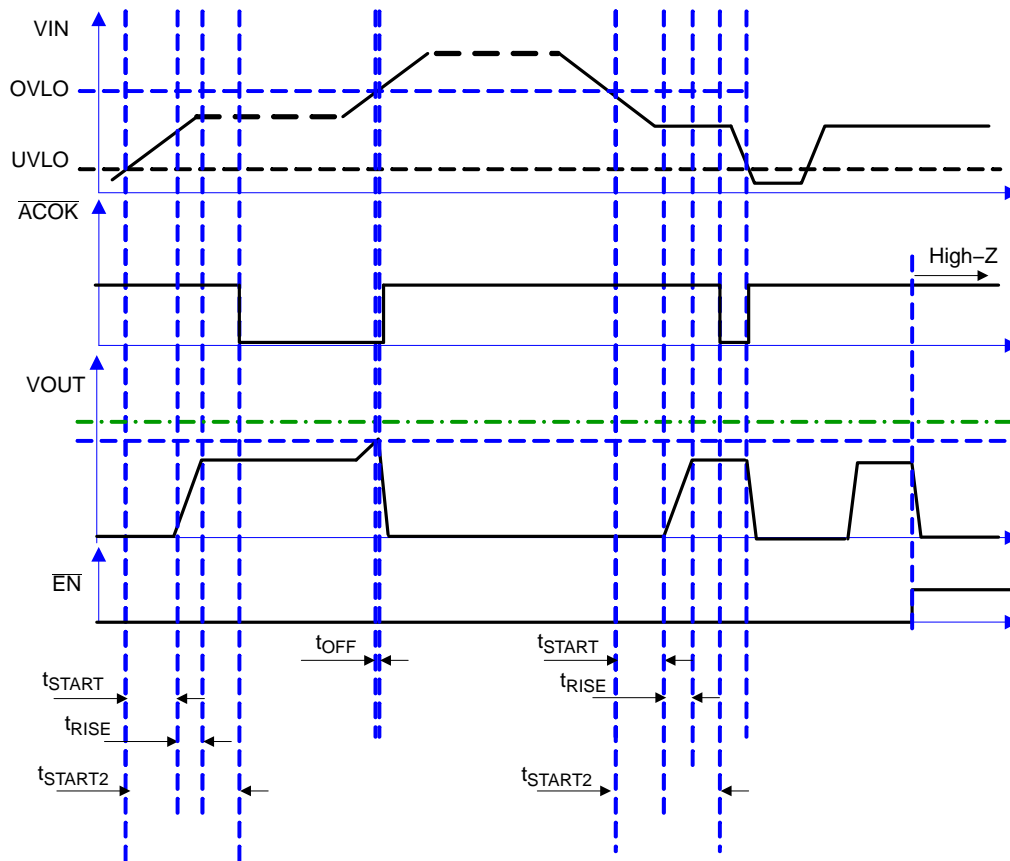 VIN
OVLO
UVLO
ACOK
High–Z
VOUT
EN
tOFF
tSTART
tSTART
tRISE
tRISE
tSTART2
tSTART2